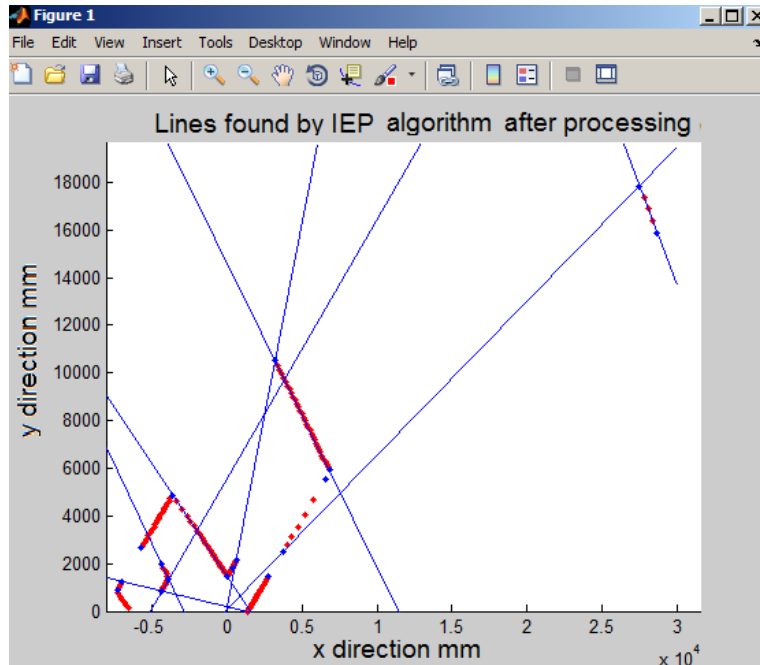 Figure 1
File Edit View Insert Tools Desktop Window Help
Lines found by IEP algorithm after processing
18000
16000
14000
12000
10000
8000
6000
4000
2000
0
y direction mm
-0.5 0 0.5 1 1.5 2 2.5 3
x direction mm
x 10^4